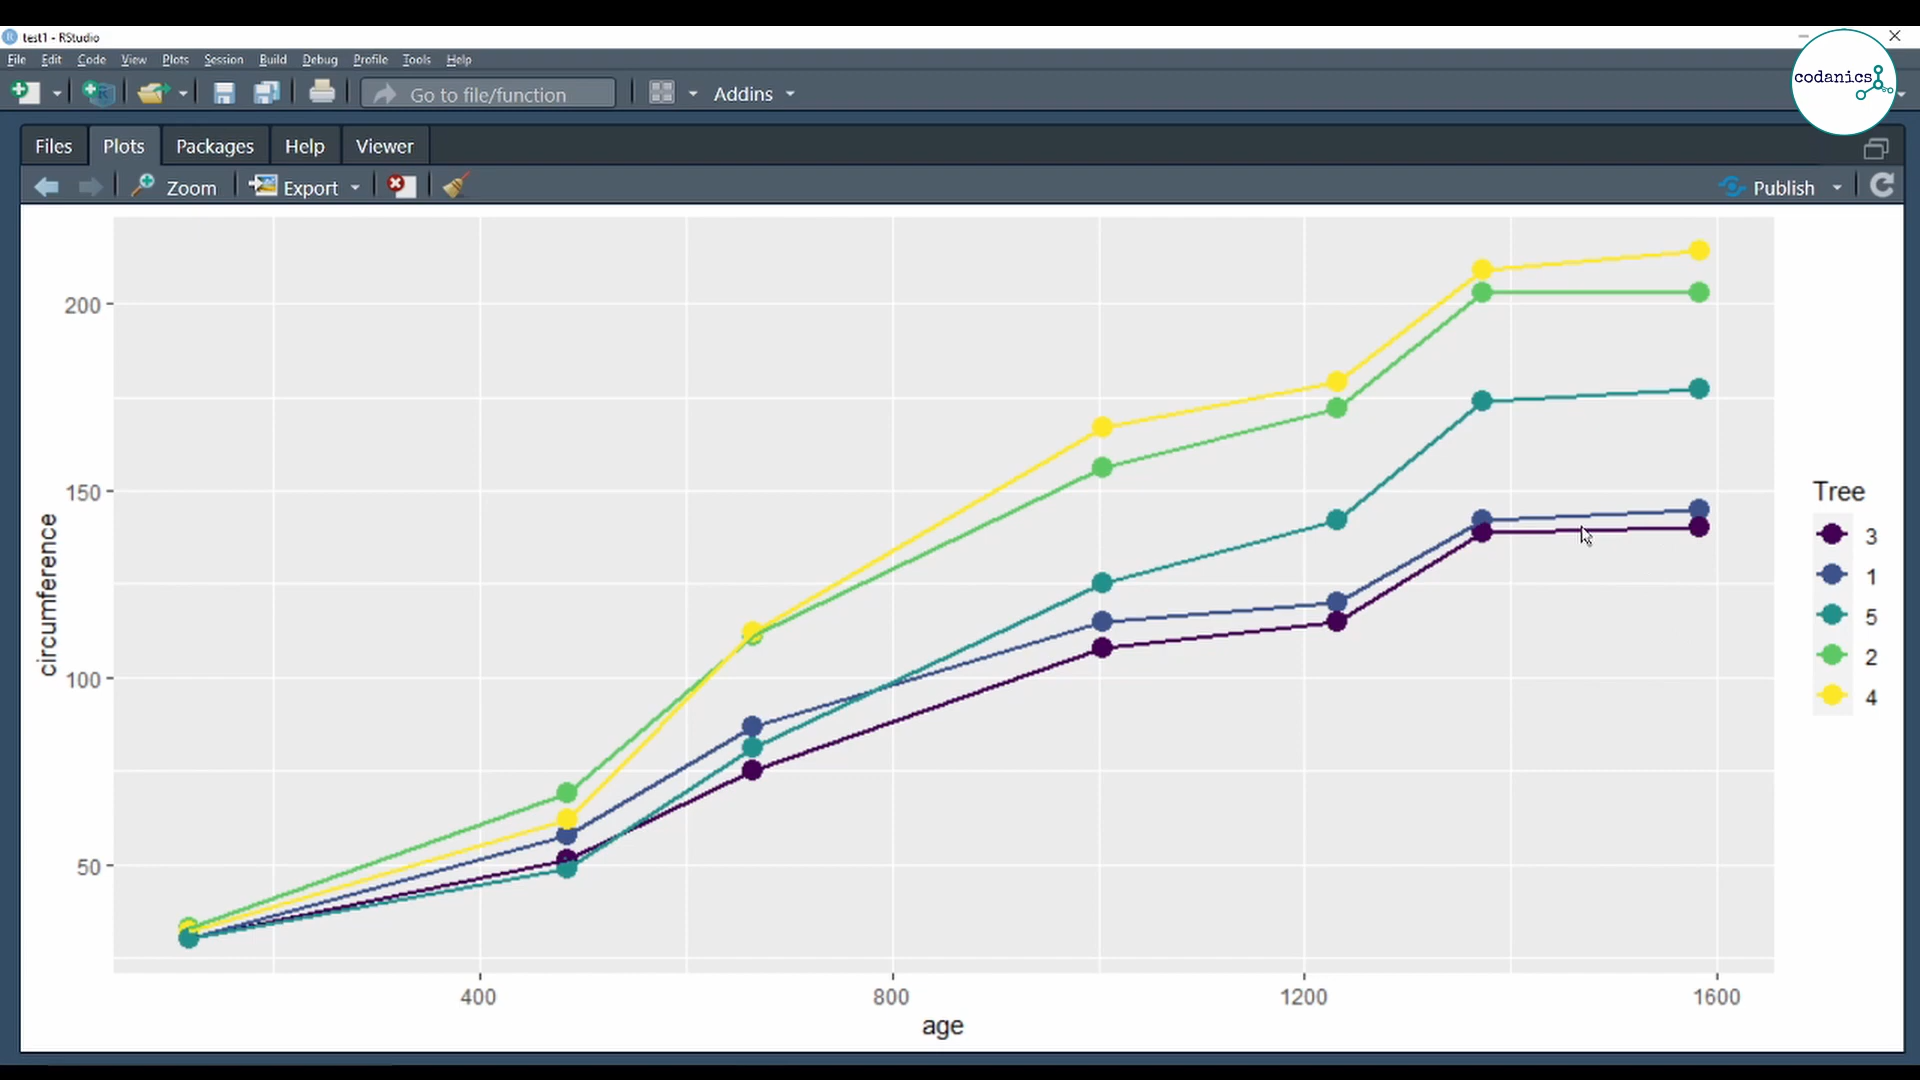 test1 - RStudio
File Edit Code View Plots Session Build Debug Profile Tools Help
Go to file/function Addins
codanics
Files Plots Packages Help Viewer
Zoom Export Publish
200
150
100
50
circumference
400 800 1200 1600
age
Tree
3
1
5
2
4